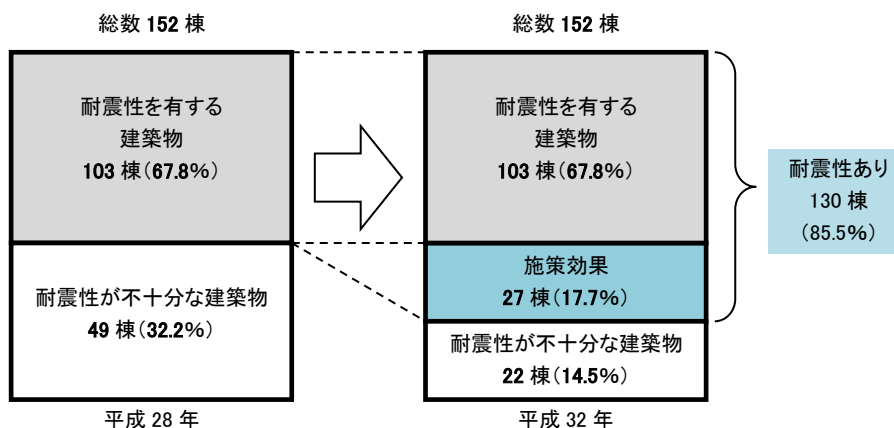 総数 152 棟
耐震性を有する
建築物
103 棟(67.8%)
耐震性が不十分な建築物
49 棟(32.2%)
平成 28 年
総数 152 棟
耐震性を有する
建築物
103 棟(67.8%)
施策効果
27 棟(17.7%)
耐震性が不十分な建築物
22 棟(14.5%)
平成 32 年
耐震性あり
130 棟
(85.5%)